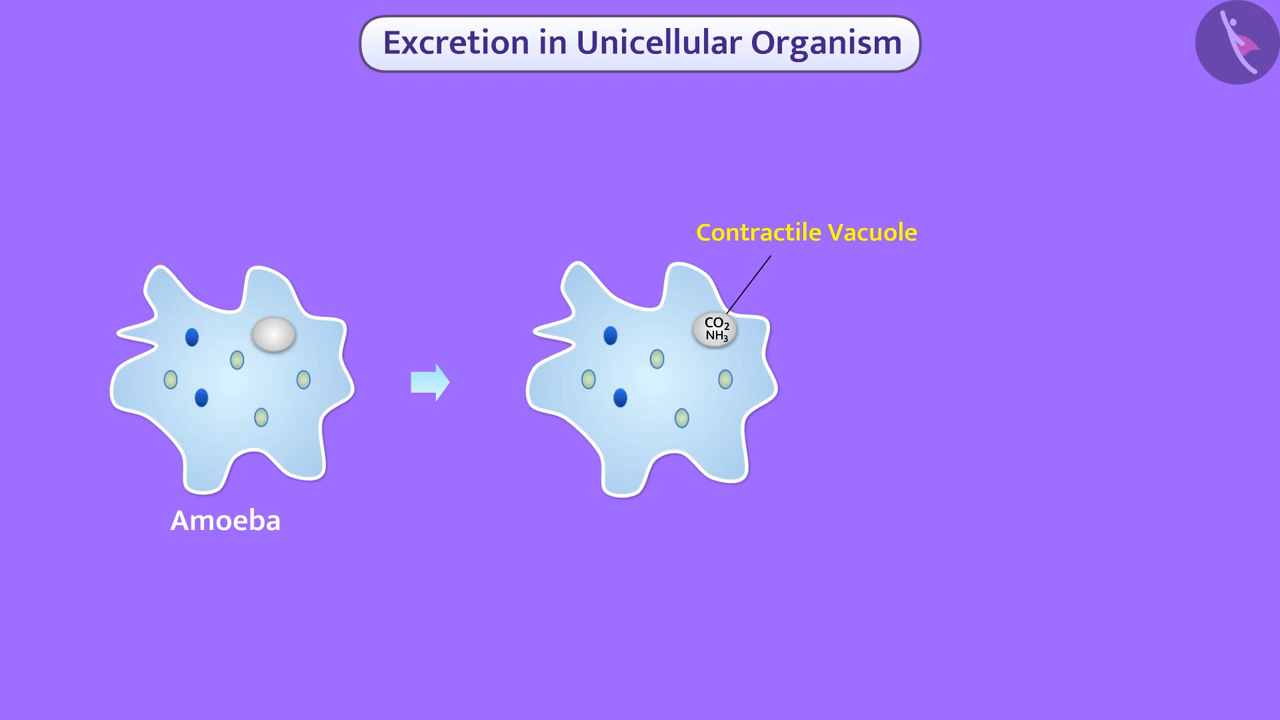 Excretion in Unicellular Organism
Contractile Vacuole
CO₂
NH₃
Amoeba